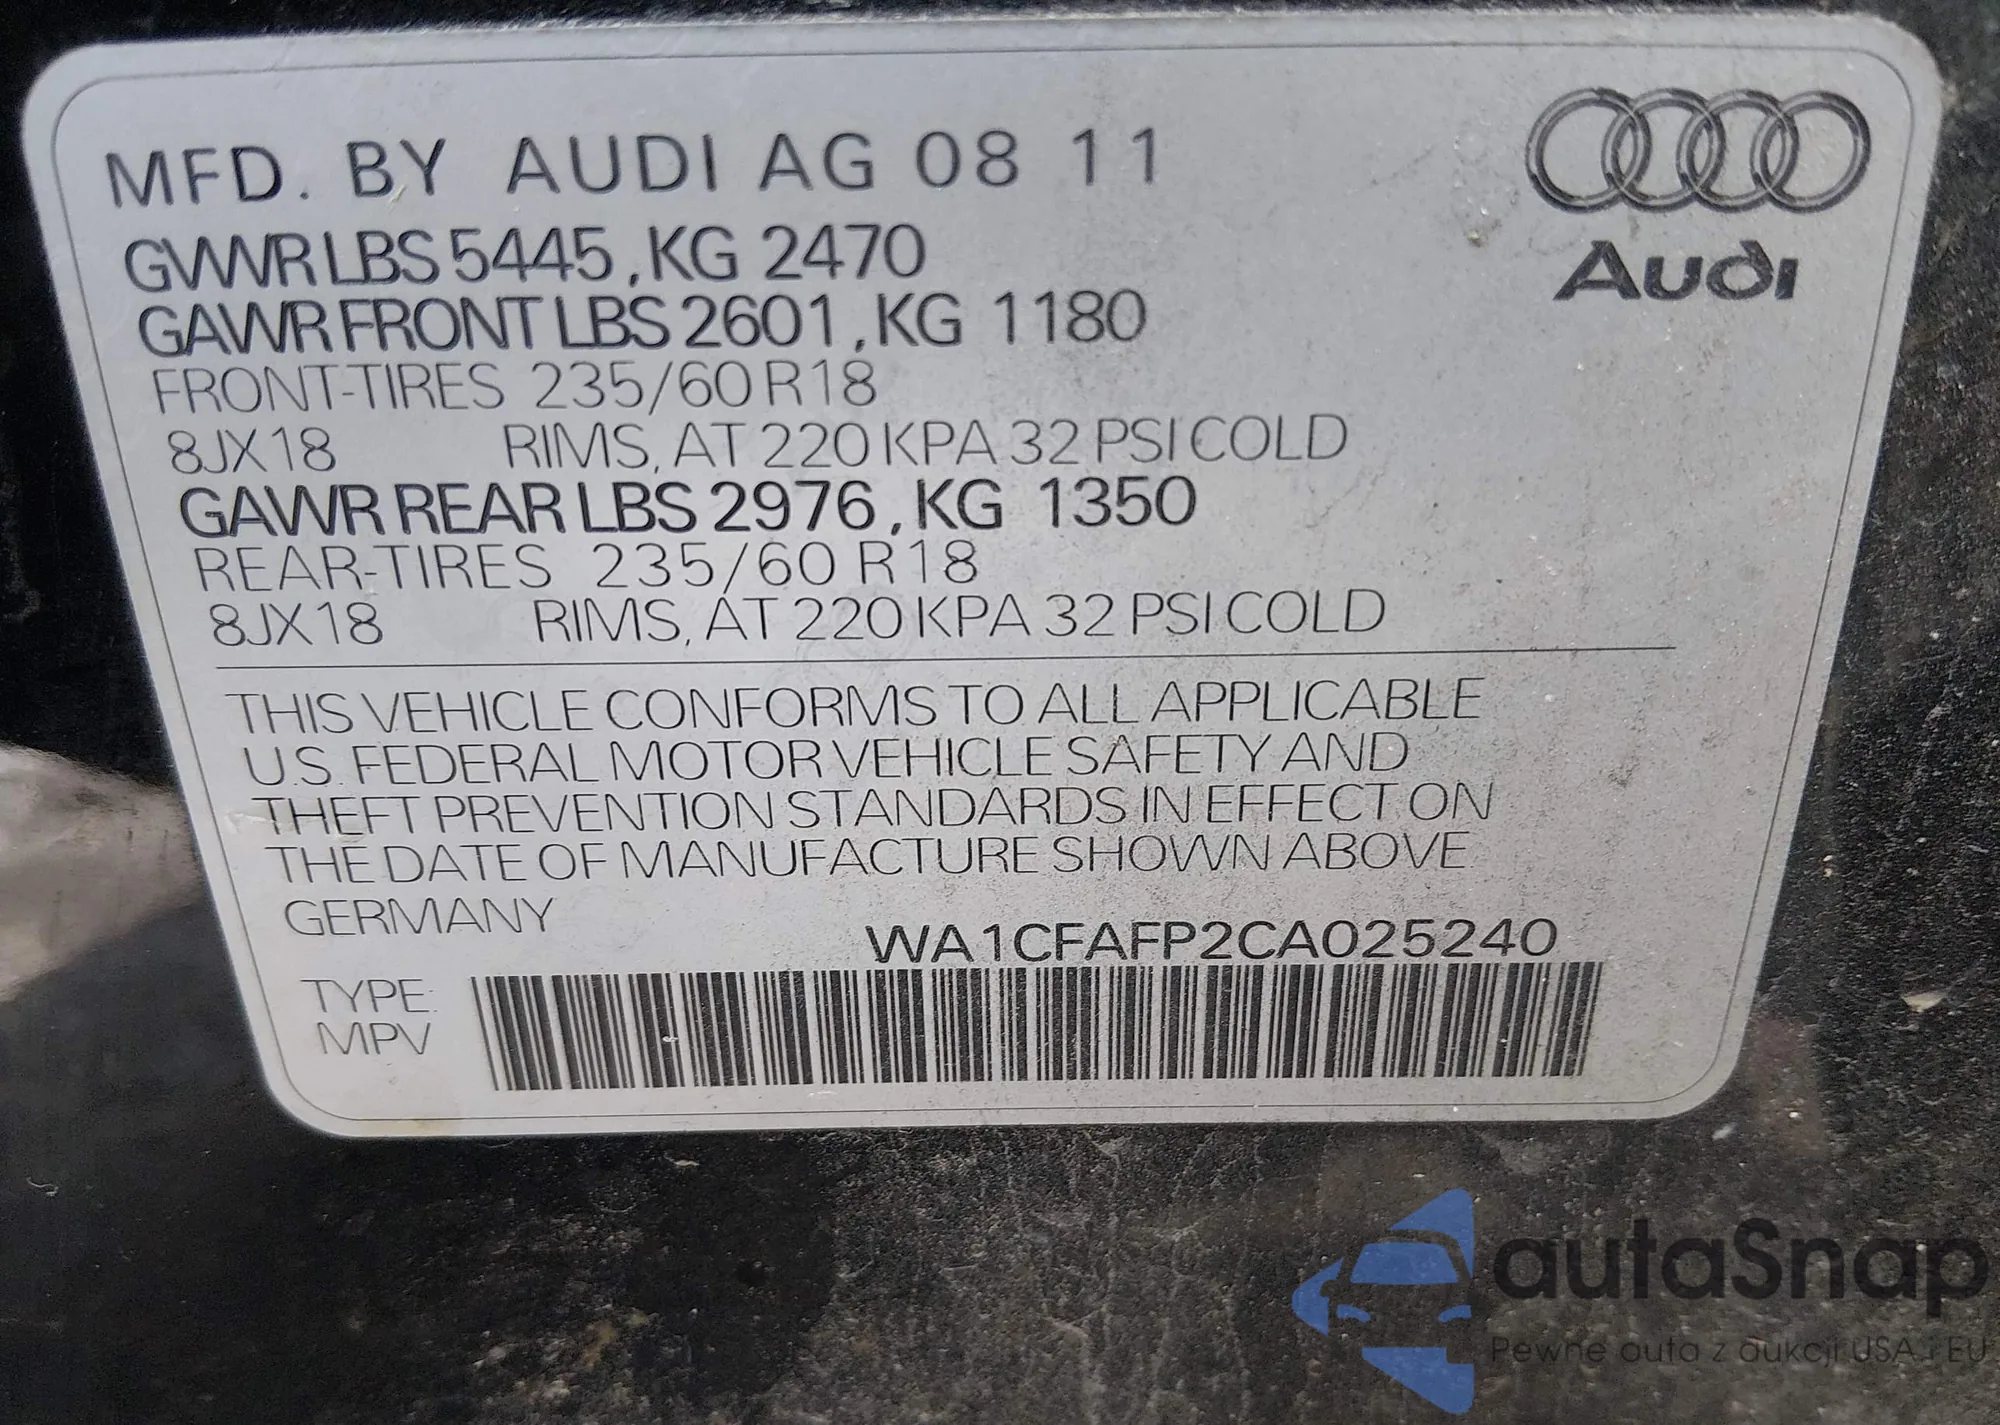 MFD. BY AUDI AG 08 11
GVWR LBS 5445, KG 2470
GAWR FRONT LBS 2601, KG 1180
FRONT-TIRES 235/60 R18
8JX18 RIMS, AT 220 KPA 32 PSI COLD
GAWR REAR LBS 2976, KG 1350
REAR-TIRES 235/60 R18
8JX18 RIMS, AT 220 KPA 32 PSI COLD
Audi
THIS VEHICLE CONFORMS TO ALL APPLICABLE
U.S. FEDERAL MOTOR VEHICLE SAFETY AND
THEFT PREVENTION STANDARDS IN EFFECT ON
THE DATE OF MANUFACTURE SHOWN ABOVE
GERMANY
WA1CFAFP2CA025240
TYPE:
MPV
autaSnap
Pewne auta z aukcji USA i EU